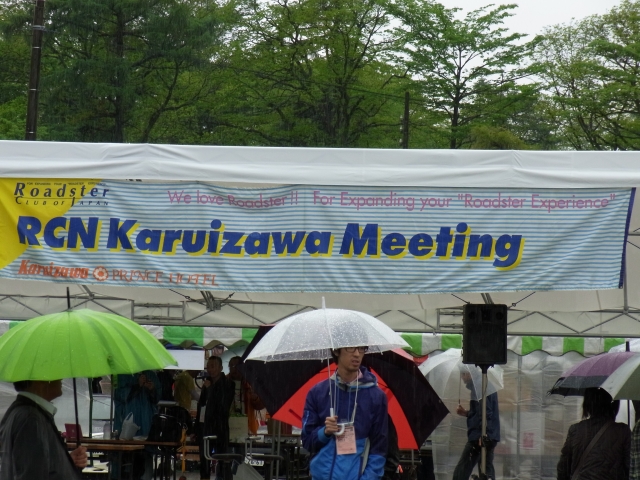 Roadster
CLUB OF JAPAN
We love Roadster!! For Expanding your "Roadster Experience"
RCN Karuizawa Meeting
Karuizawa PRINCE HOTEL